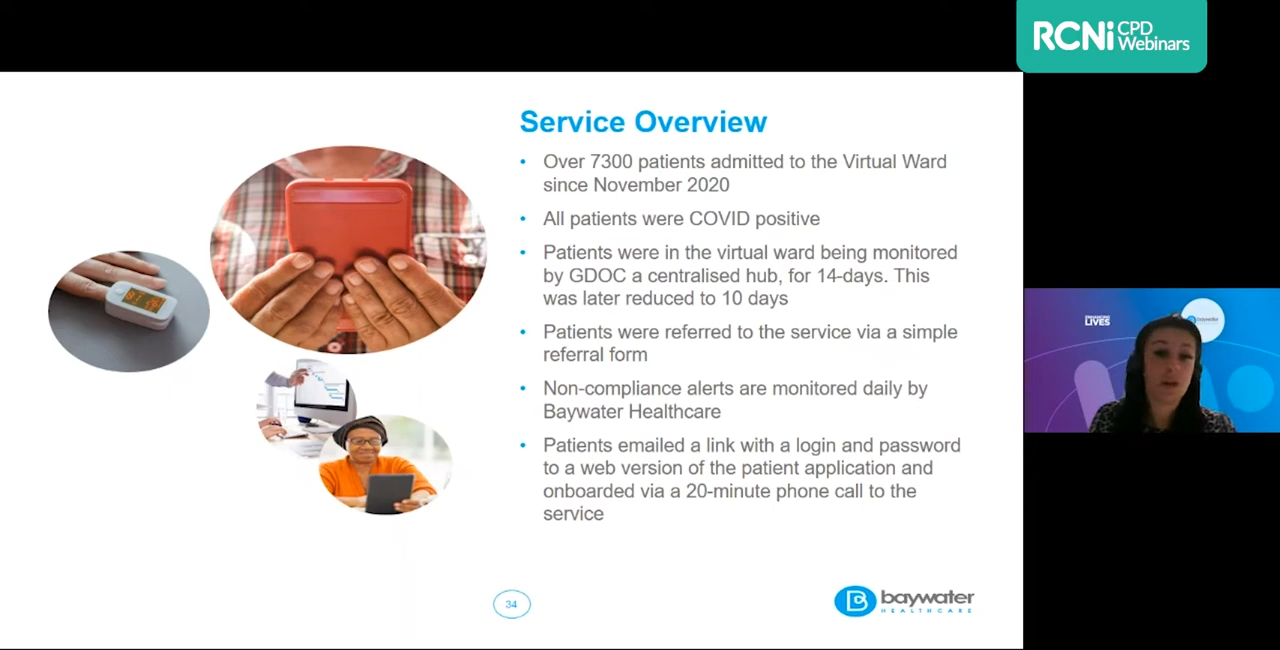 RCNi CPD
Webinars
Service Overview
• Over 7300 patients admitted to the Virtual Ward
since November 2020
• All patients were COVID positive
• Patients were in the virtual ward being monitored
by GDOC a centralised hub, for 14-days. This
was later reduced to 10 days
• Patients were referred to the service via a simple
referral form
• Non-compliance alerts are monitored daily by
Baywater Healthcare
• Patients emailed a link with a login and password
to a web version of the patient application and
onboarded via a 20-minute phone call to the
service
34
baywater
HEALTHCARE
ENHANCING
LIVES
baywater